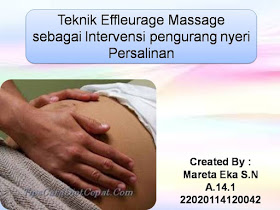 Teknik Effleurage Massage
sebagai Intervensi pengurang nyeri
Persalinan
Created By :
Mareta Eka S.N
A.14.1
22020114120042